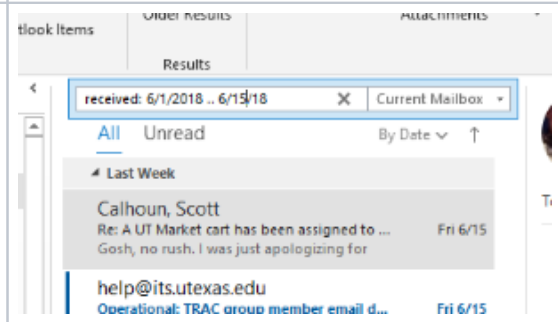 Older Results
Attachments
tlook Items
Results
received: 6/1/2018 .. 6/15/18
Current Mailbox
All Unread
By Date
Last Week
Calhoun, Scott
Re: A UT Market cart has been assigned to ... Fri 6/15
Gosh, no rush. I was just apologizing for
help@its.utexas.edu
Operational: TRAC group member email d... Fri 6/15